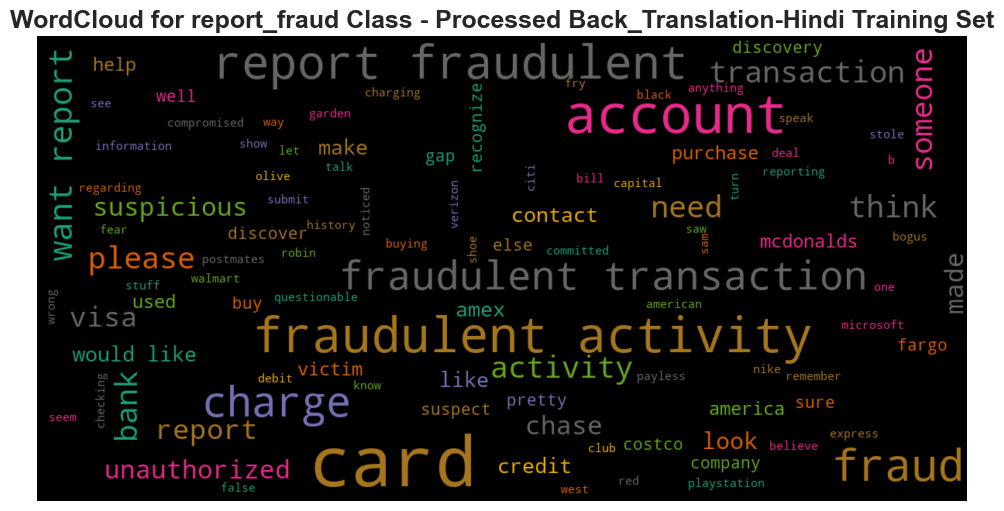 WordCloud for report_fraud Class - Processed Back_Translation-Hindi Training Set
report fraudulent
discovery
transaction
help
see
well
charging
fry
black
anything
someone
want report
compromised
way
garden
recognize
account
speak
stole
information
show
let
make
gap
purchase
deal
b
talk
citi
reporting
regarding
olive
bill
capital
turn
suspicious
submit
noticed
verizon
contact
need
think
fear
discover
history
shoe
else
saw
sam
mcdonalds
bogus
please
postmates
robin
buying
committed
made
stuff
walmart
fraudulent transaction
one
wrong
used
buy
questionable
amex
american
visa
fraudulent activity
microsoft
would like
victim
activity
fargo
bank
checking
debit
know
like
payless
nike
remember
seem
charge
suspect
pretty
america
sure
report
chase
club
costco
look
believe
express
unauthorized
card
credit
company
fraud
false
west
red
playstation